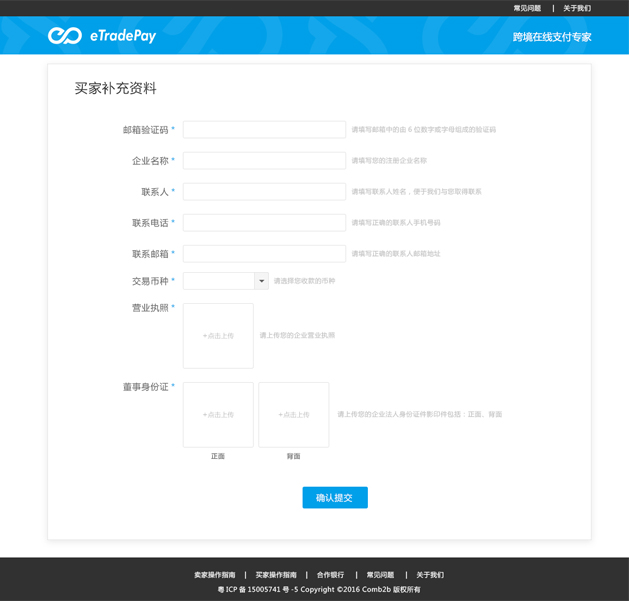 常见问题 | 关于我们
eTradePay
跨境在线支付专家
买家补充资料
邮箱验证码 * 请填写邮箱中的由 6 位数字或字母组成的验证码
企业名称 * 请填写您的注册企业名称
联系人 * 请填写联系人姓名，便于我们与您取得联系
联系电话 * 请填写正确的联系人手机号码
联系邮箱 * 请填写正确的联系人邮箱地址
交易币种 * 请选择您收款的币种
营业执照 *
+点击上传 请上传您的企业营业执照
董事身份证 *
+点击上传 +点击上传 请上传您的企业法人身份证件影印件包括：正面、背面
正面 背面
确认提交
卖家操作指南 | 买家操作指南 | 合作银行 | 常见问题 | 关于我们
粤 ICP 备 15005741 号 -5 Copyright ©2016 Comb2b 版权所有